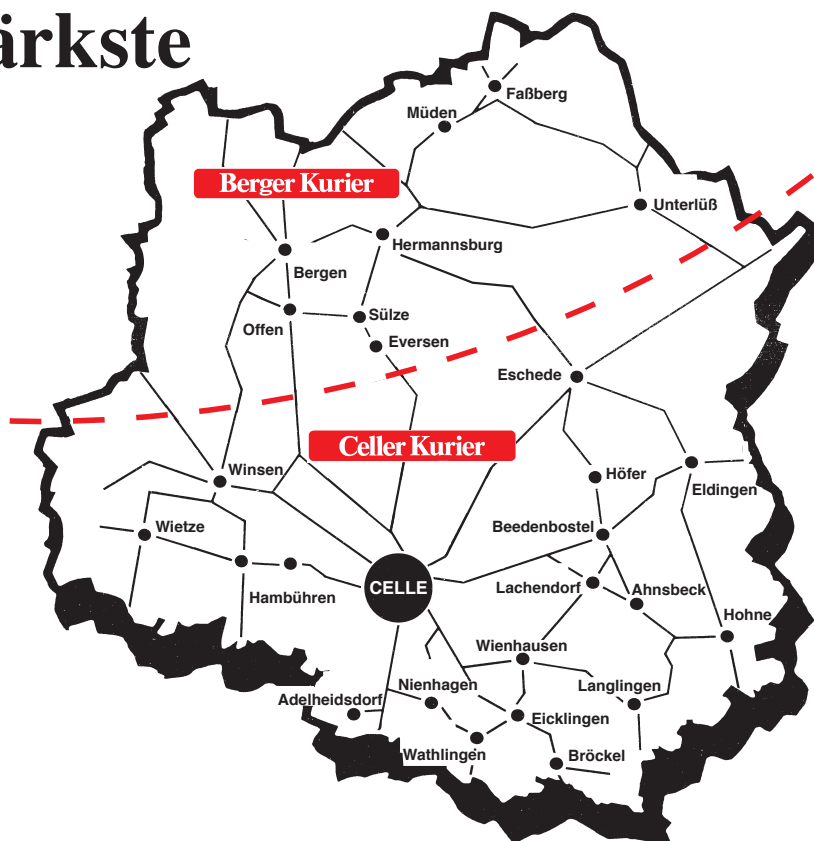 ärkste
Faßberg
Müden
Berger Kurier
Unterlüß
Hermannsburg
Bergen
Sülze
Offen
Eversen
Eschede
Celler Kurier
Winsen
Höfer
Eldingen
Wietze
Beedenbostel
CELLE
Lachendorf
Ahnsbeck
Hambühren
Hohne
Wienhausen
Nienhagen
Langlingen
Adelheidsdorf
Eicklingen
Wathlingen
Bröckel